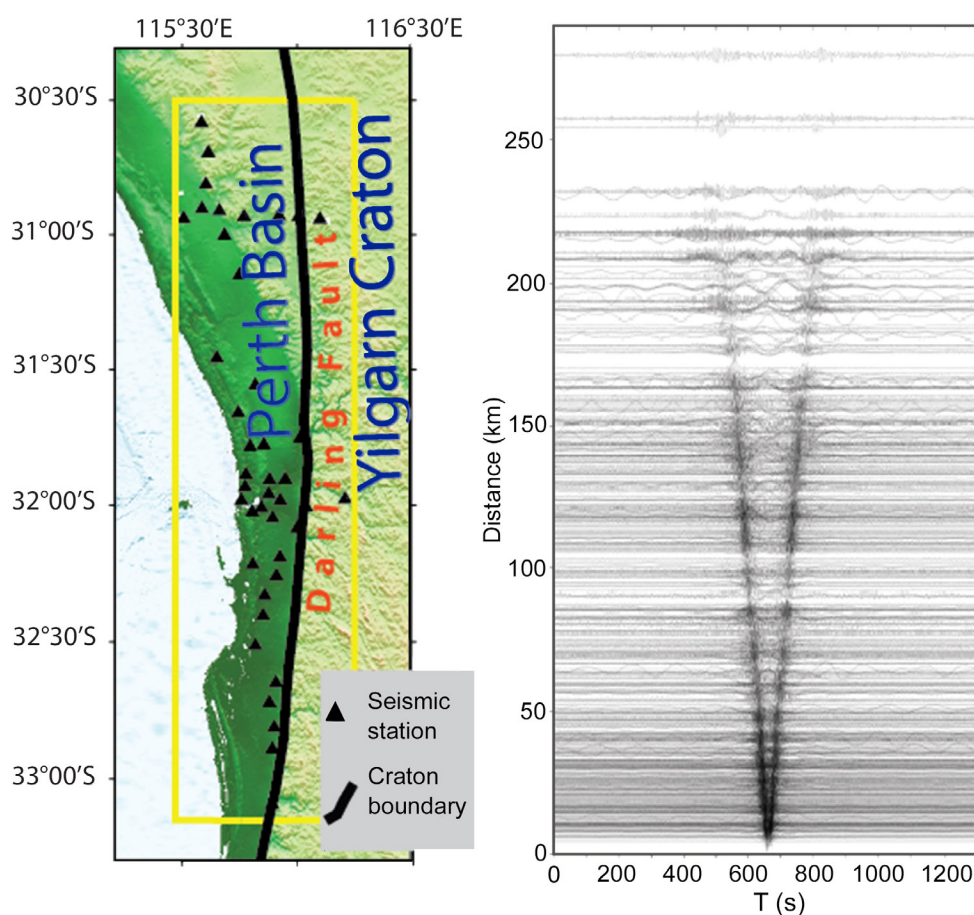 115°30′E
116°30′E
30°30′S
31°00′S
31°30′S
32°00′S
32°30′S
33°00′S
Perth Basin
Darling Fault
Yilgarn Craton
Seismic
station
Craton
boundary
Distance (km)
250
200
150
100
50
0
0
200
400
600
800
1000
1200
T (s)